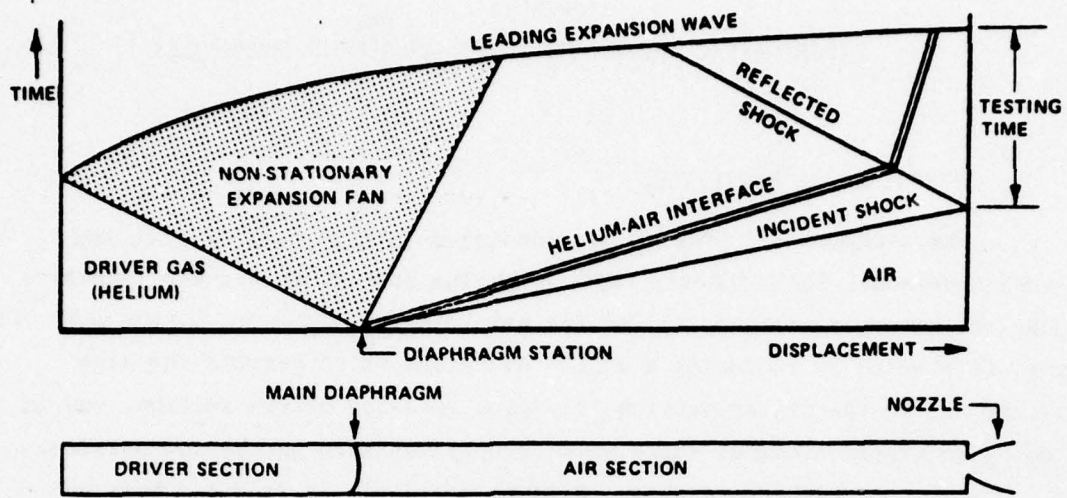 LEADING EXPANSION WAVE
TIME
REFLECTED
SHOCK
TESTING
TIME
NON-STATIONARY
EXPANSION FAN
HELIUM-AIR INTERFACE
INCIDENT SHOCK
DRIVER GAS
(HELIUM)
AIR
DIAPHRAGM STATION
DISPLACEMENT
MAIN DIAPHRAGM
NOZZLE
DRIVER SECTION
AIR SECTION